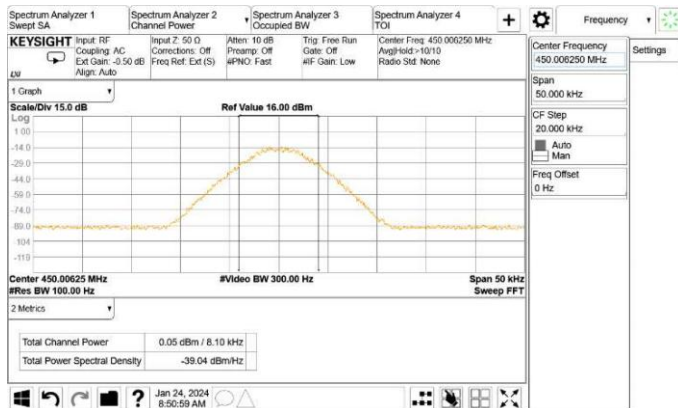 Spectrum Analyzer 1
Swept SA
Spectrum Analyzer 2
Channel Power
Spectrum Analyzer 3
Occupied BW
Spectrum Analyzer 4
TOI
+
Frequency
KEYSIGHT
Input: RF
Coupling: AC
Ext Gain: -0.50 dB
Align: Auto
Input Z: 50 Ω
Corrections: Off
Freq Ref: Ext (S)
Atten: 10 dB
Preamp: Off
#PNO: Fast
Trig: Free Run
Gate: Off
#IF Gain: Low
Center Freq: 450.006250 MHz
Avg|Hold:>10/10
Radio Std: None
1 Graph
Scale/Div 15.0 dB
Ref Value 16.00 dBm
Log
1.00
-14.0
-29.0
-44.0
-59.0
-74.0
-89.0
-104
-119
Center 450.00625 MHz
#Video BW 300.00 Hz
Span 50 kHz
#Res BW 100.00 Hz
Sweep FFT
2 Metrics
Total Channel Power 0.05 dBm / 8.10 kHz
Total Power Spectral Density -39.04 dBm/Hz
?
Jan 24, 2024
8:50:59 AM
Center Frequency
450.006250 MHz
Span
50.000 kHz
CF Step
20.000 kHz
Auto
Man
Freq Offset
0 Hz
Settings